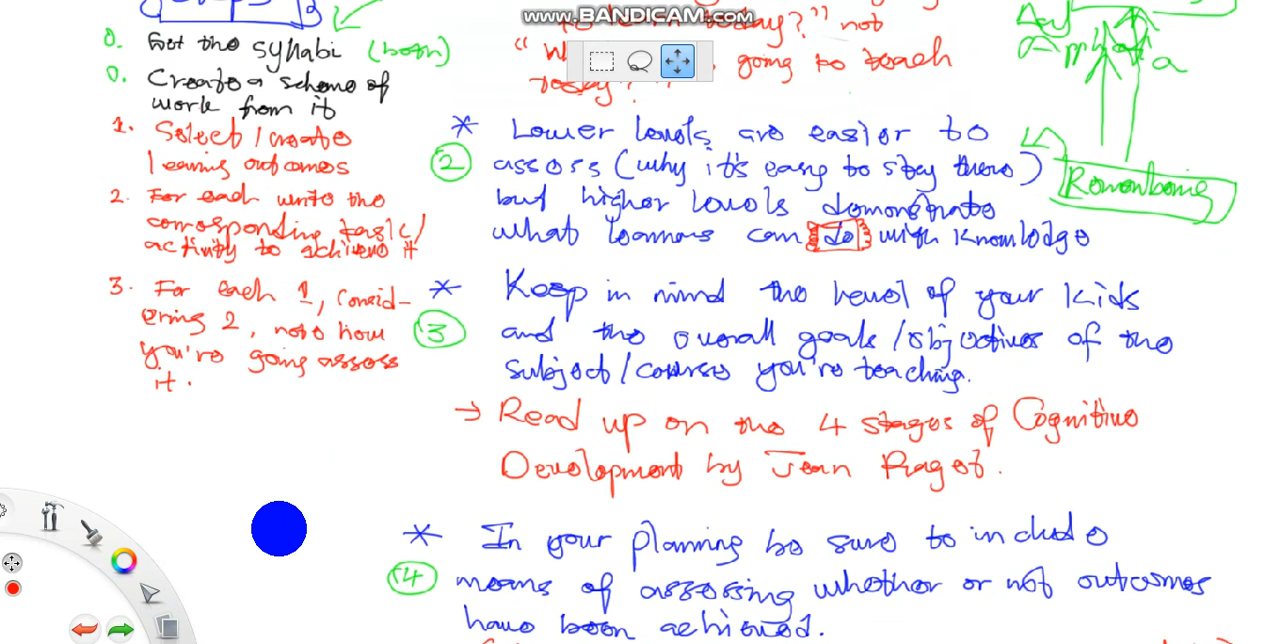 B
0. Get the syllabi (both)
0. Create a scheme of
work from it
1. Select/create
learning outcomes
2. For each write the
corresponding task/
activity to achieve it
3. For each 1, consid-
ering 2, note how
you're going assess
it.
www.BANDICAM.com
to learn today?" not
going to teach
today?"
* Lower levels are easier to
② assess (why it's easy to stay there)
but higher levels demonstrate
what learners can do with knowledge
* Keep in mind the level of your kids
③ and the overall goals/objectives of the
subject/courses you're teaching.
→ Read up on the 4 stages of Cognitive
Development by Jean Piaget.
* In your planning be sure to include
④ means of assessing whether or not outcomes
have been achieved.
a
Remembering